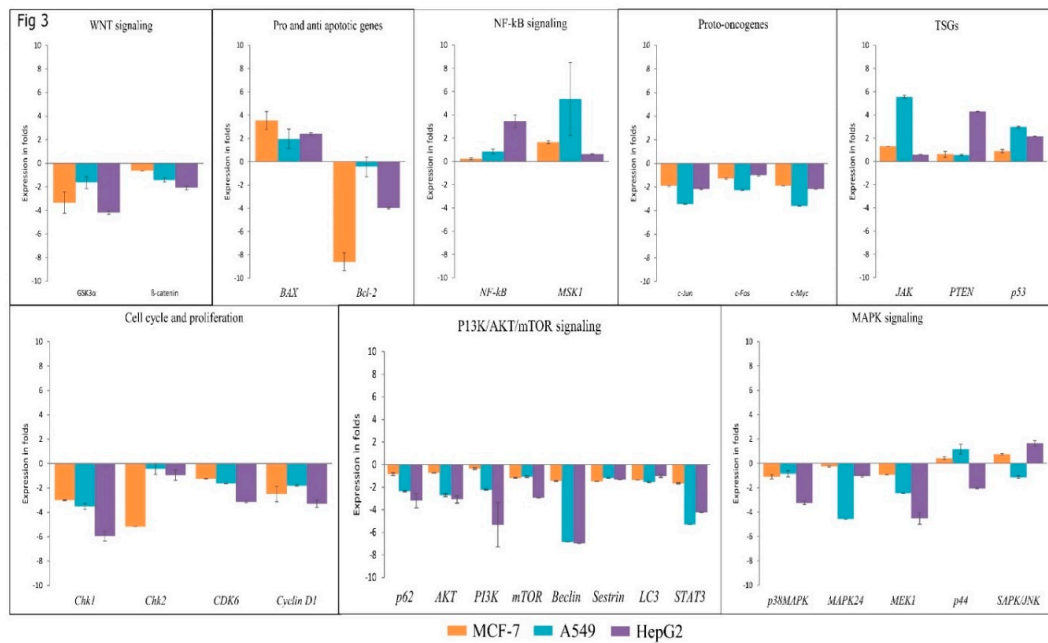 Fig 3
WNT signaling
Expression in folds
10
8
6
4
2
0
-2
-4
-6
-8
-10
GSK3α
ß-catenin
Pro and anti apototic genes
Expression in folds
10
8
6
4
2
0
-2
-4
-6
-8
-10
BAX
Bcl-2
NF-kB signaling
Expression in folds
10
8
6
4
2
0
-2
-4
-6
-8
-10
NF-kB
MSK1
Proto-oncogenes
Expression in folds
10
8
6
4
2
0
-2
-4
-6
-8
-10
c-Jun
c-Fos
c-Myc
TSGs
Expression in folds
10
8
6
4
2
0
-2
-4
-6
-8
-10
JAK
PTEN
p53
Cell cycle and proliferation
Expression in folds
10
8
6
4
2
0
-2
-4
-6
-8
-10
Chk1
Chk2
CDK6
Cyclin D1
P13K/AKT/mTOR signaling
Expression in folds
10
8
6
4
2
0
-2
-4
-6
-8
-10
p62
AKT
PI3K
mTOR
Beclin
Sestrin
LC3
STAT3
MAPK signaling
Expression in folds
10
8
6
4
2
0
-2
-4
-6
-8
-10
p38MAPK
MAPK24
MEK1
p44
SAPK/JNK
MCF-7
A549
HepG2